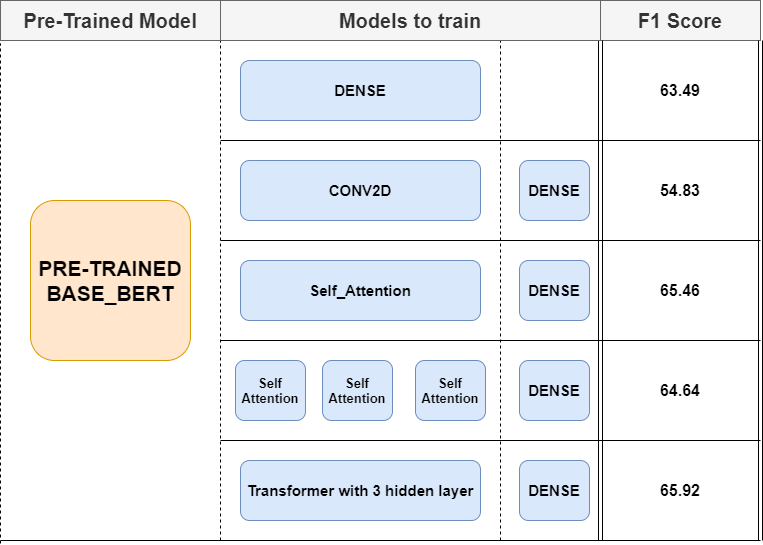 Pre-Trained Model
Models to train
F1 Score
DENSE
63.49
CONV2D
DENSE
54.83
PRE-TRAINED
BASE_BERT
Self_Attention
DENSE
65.46
Self
Attention
Self
Attention
Self
Attention
DENSE
64.64
Transformer with 3 hidden layer
DENSE
65.92